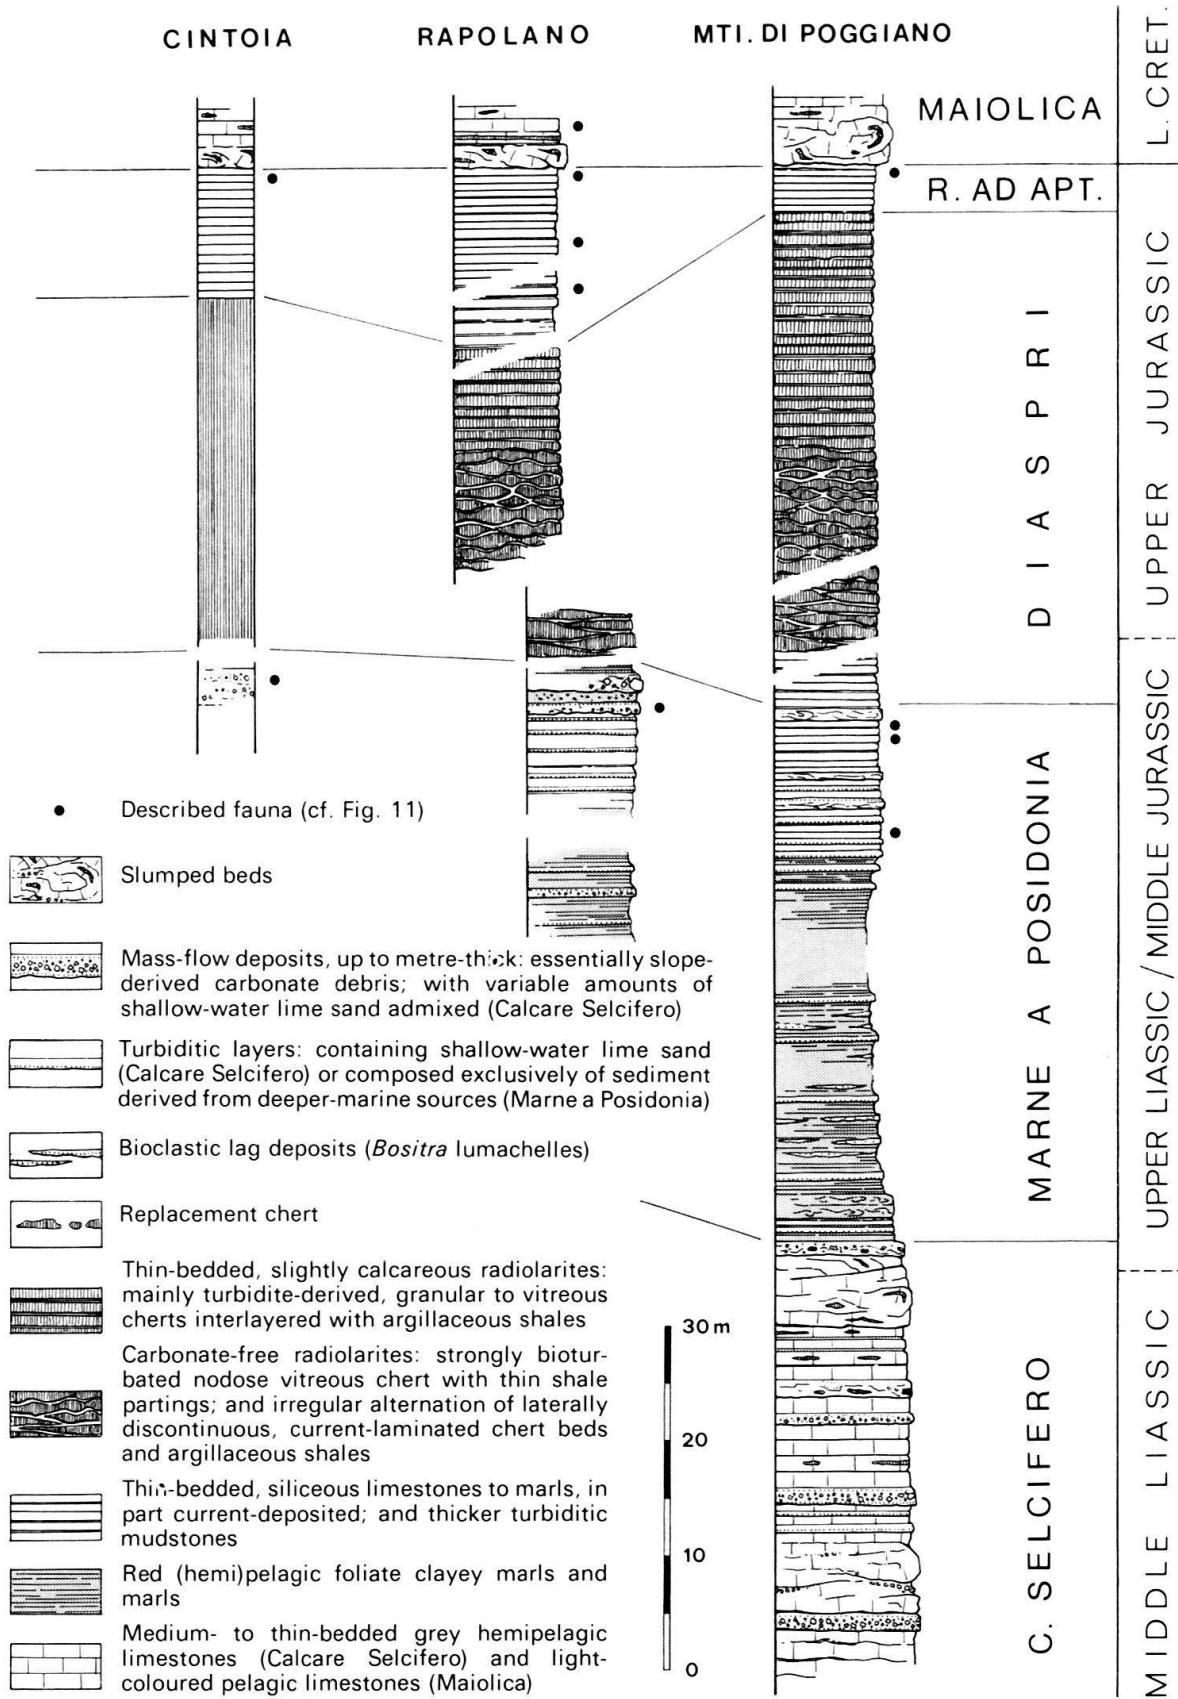 CINTOIA
RAPOLANO
MTI. DI POGGIANO
L. CRET.
MAIOLICA
R. AD APT.
UPPER JURASSIC
DIASPRI
UPPER LIASSIC / MIDDLE JURASSIC
MARNE A POSIDONIA
MIDDLE LIASSIC
C. SELCIFERO
Described fauna (cf. Fig. 11)
Slumped beds
Mass-flow deposits, up to metre-thick: essentially slope-
derived carbonate debris; with variable amounts of
shallow-water lime sand admixed (Calcare Selcifero)
Turbiditic layers: containing shallow-water lime sand
(Calcare Selcifero) or composed exclusively of sediment
derived from deeper-marine sources (Marne a Posidonia)
Bioclastic lag deposits (Bositra lumachelles)
Replacement chert
Thin-bedded, slightly calcareous radiolarites:
mainly turbidite-derived, granular to vitreous
cherts interlayered with argillaceous shales
Carbonate-free radiolarites: strongly biotur-
bated nodose vitreous chert with thin shale
partings; and irregular alternation of laterally
discontinuous, current-laminated chert beds
and argillaceous shales
Thin-bedded, siliceous limestones to marls, in
part current-deposited; and thicker turbiditic
mudstones
Red (hemi)pelagic foliate clayey marls and
marls
Medium- to thin-bedded grey hemipelagic
limestones (Calcare Selcifero) and light-
coloured pelagic limestones (Maiolica)
30 m
20
10
0